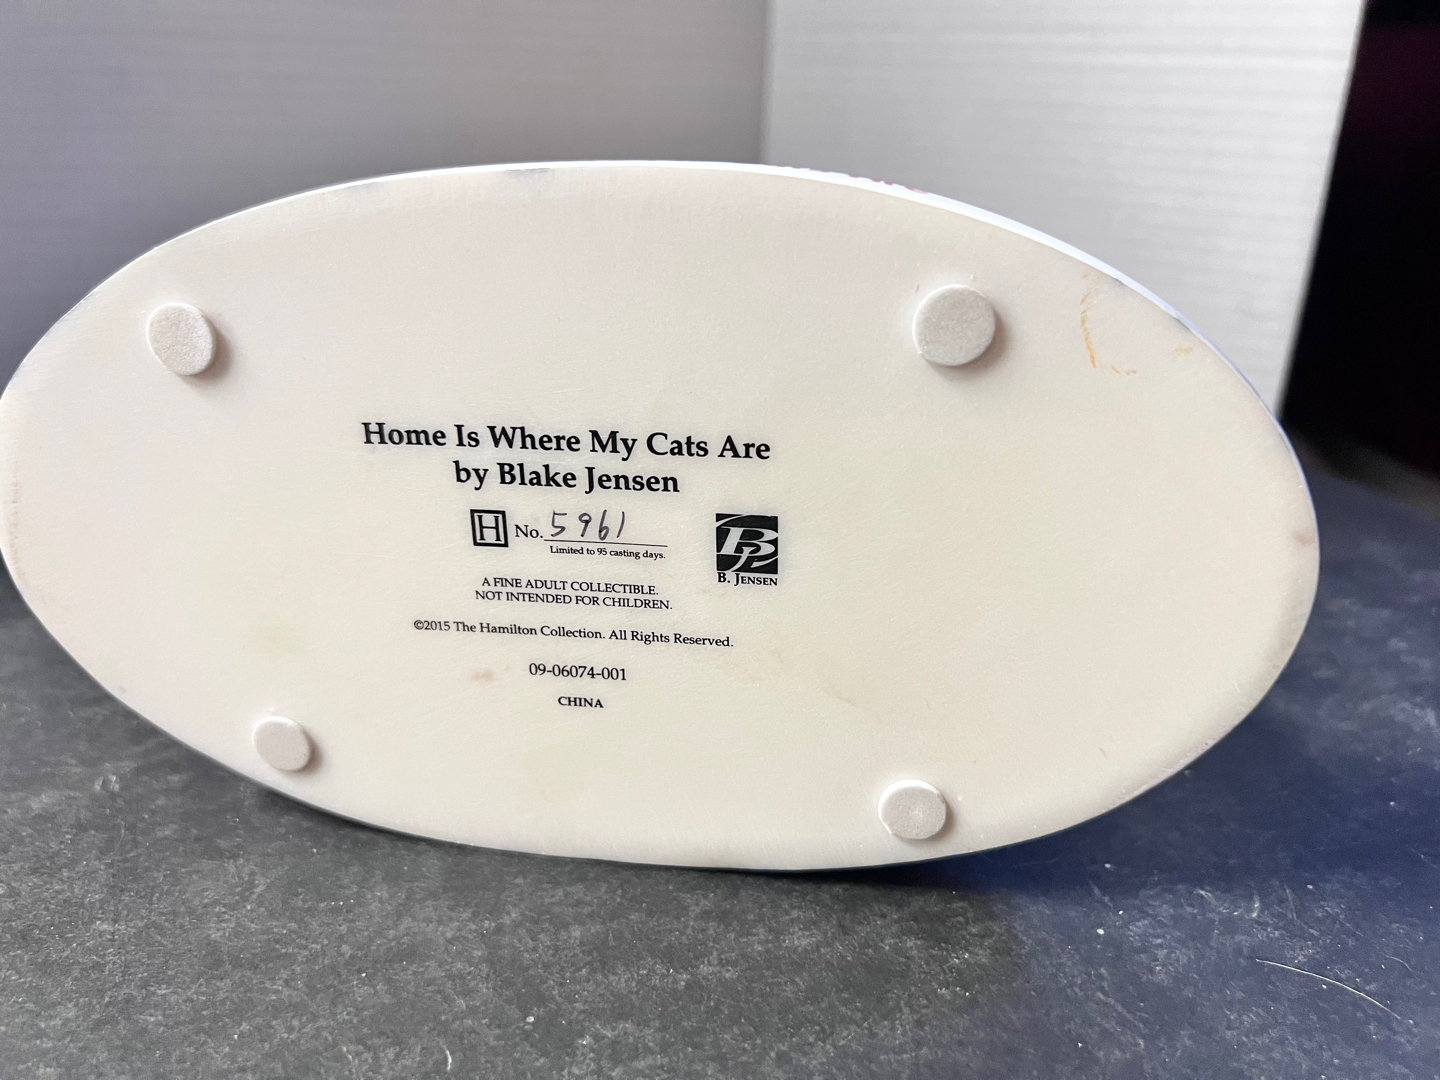 Home Is Where My Cats Are
by Blake Jensen
H No. 5961
Limited to 95 casting days.
BJ
B. JENSEN
A FINE ADULT COLLECTIBLE.
NOT INTENDED FOR CHILDREN.
©2015 The Hamilton Collection. All Rights Reserved.
09-06074-001
CHINA